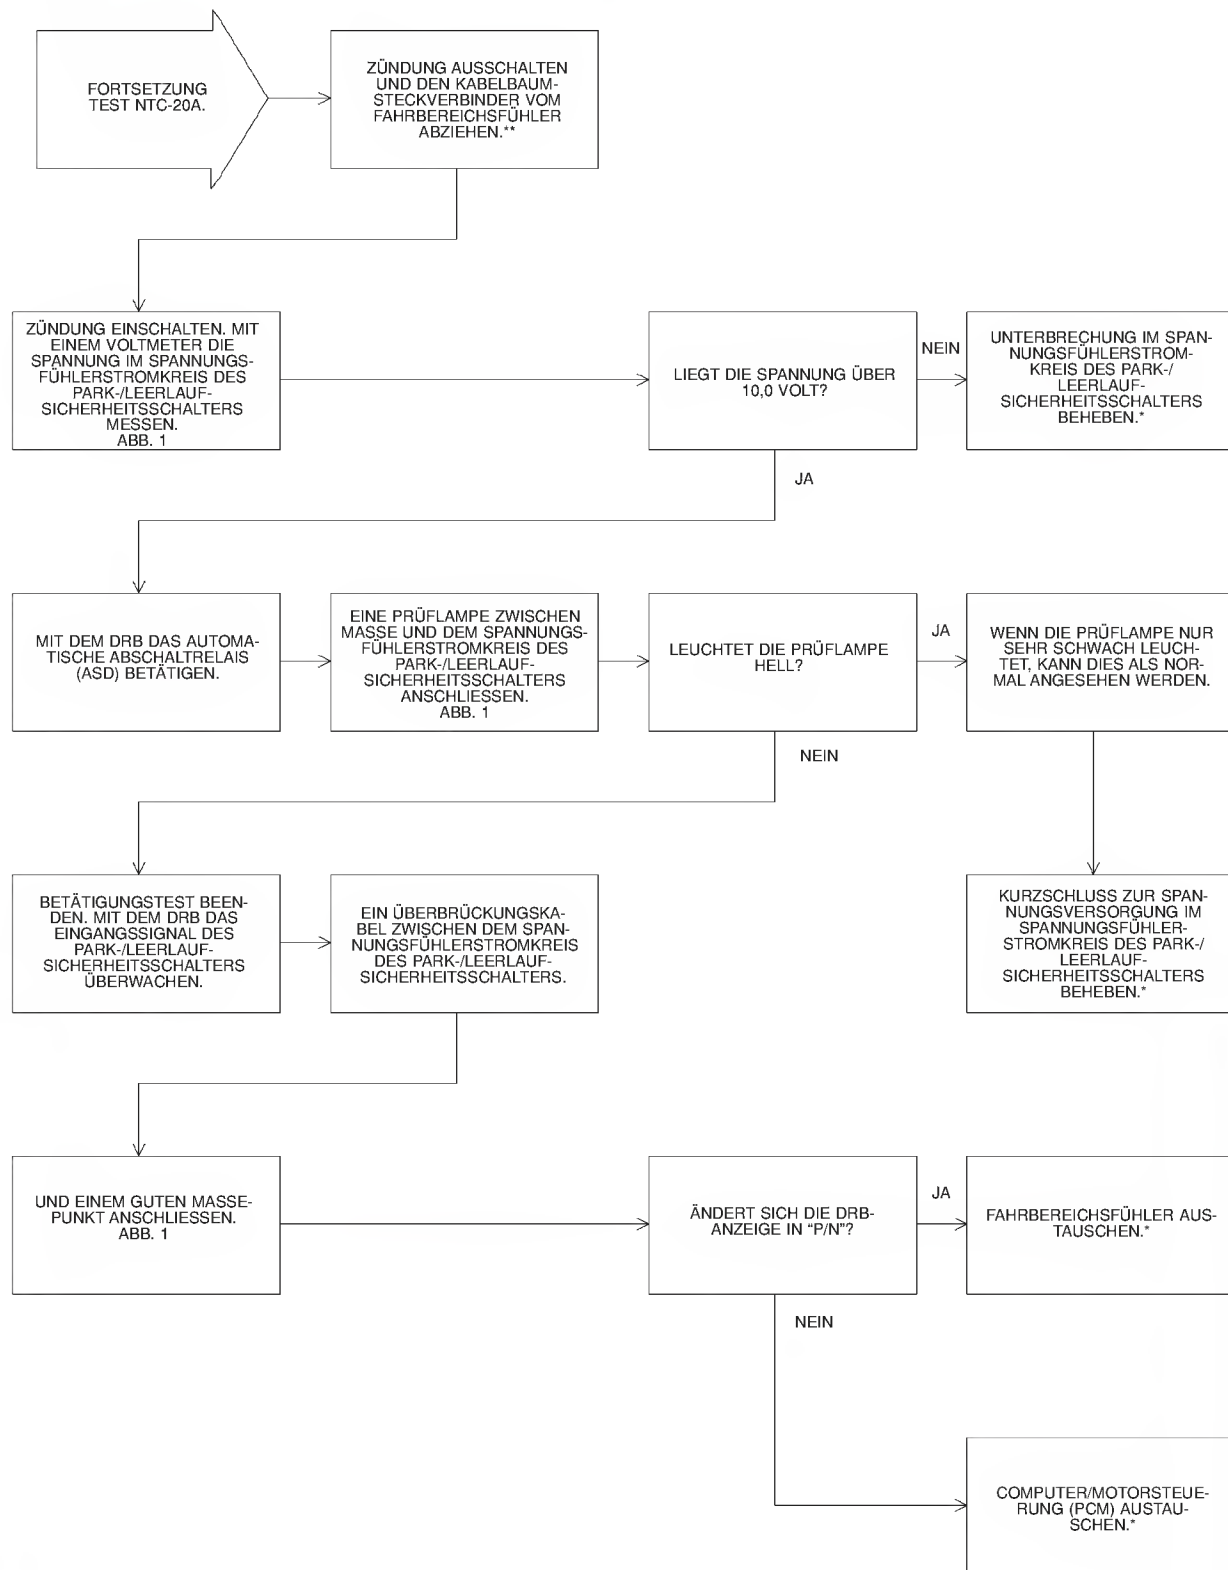 FORTSETZUNG
TEST NTC-20A.
ZÜNDUNG AUSSCHALTEN
UND DEN KABELBAUM-
STECKVERBINDER VOM
FAHRBEREICHSFÜHLER
ABZIEHEN.**
ZÜNDUNG EINSCHALTEN. MIT
EINEM VOLTMETER DIE
SPANNUNG IM SPANNUNGS-
FÜHLERSTROMKREIS DES
PARK-/LEERLAUF-
SICHERHEITSSCHALTERS
MESSEN.
ABB. 1
LIEGT DIE SPANNUNG ÜBER
10,0 VOLT?
NEIN
UNTERBRECHUNG IM SPAN-
NUNGSFÜHLERSTROM-
KREIS DES PARK-/
LEERLAUF-
SICHERHEITSSCHALTERS
BEHEBEN.*
JA
MIT DEM DRB DAS AUTOMA-
TISCHE ABSCHALTRELAIS
(ASD) BETÄTIGEN.
EINE PRÜFLAMPE ZWISCHEN
MASSE UND DEM SPANNUNGS-
FÜHLERSTROMKREIS DES
PARK-/LEERLAUF-
SICHERHEITSSCHALTERS
ANSCHLIESSEN.
ABB. 1
LEUCHTET DIE PRÜFLAMPE
HELL?
JA
WENN DIE PRÜFLAMPE NUR
SEHR SCHWACH LEUCH-
TET, KANN DIES ALS NOR-
MAL ANGESEHEN WERDEN.
NEIN
BETÄTIGUNGSTEST BEEN-
DEN. MIT DEM DRB DAS
EINGANGSSIGNAL DES
PARK-/LEERLAUF-
SICHERHEITSSCHALTERS
ÜBERWACHEN.
EIN ÜBERBRÜCKUNGSKA-
BEL ZWISCHEN DEM SPAN-
NUNGSFÜHLERSTROMKREIS
DES PARK-/LEERLAUF-
SICHERHEITSSCHALTERS.
KURZSCHLUSS ZUR SPAN-
NUNGSVERSORGUNG IM
SPANNUNGSFÜHLER-
STROMKREIS DES PARK-/
LEERLAUF-
SICHERHEITSSCHALTERS
BEHEBEN.*
UND EINEM GUTEN MASSE-
PUNKT ANSCHLIESSEN.
ABB. 1
ÄNDERT SICH DIE DRB-
ANZEIGE IN “P/N”?
JA
FAHRBEREICHSFÜHLER AUS-
TAUSCHEN.*
NEIN
COMPUTER/MOTORSTEUE-
RUNG (PCM) AUSTAU-
SCHEN.*